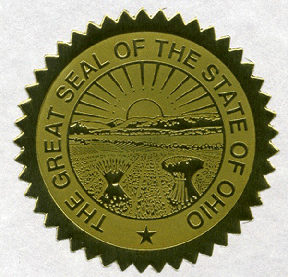 THE GREAT SEAL OF THE STATE OF OHIO